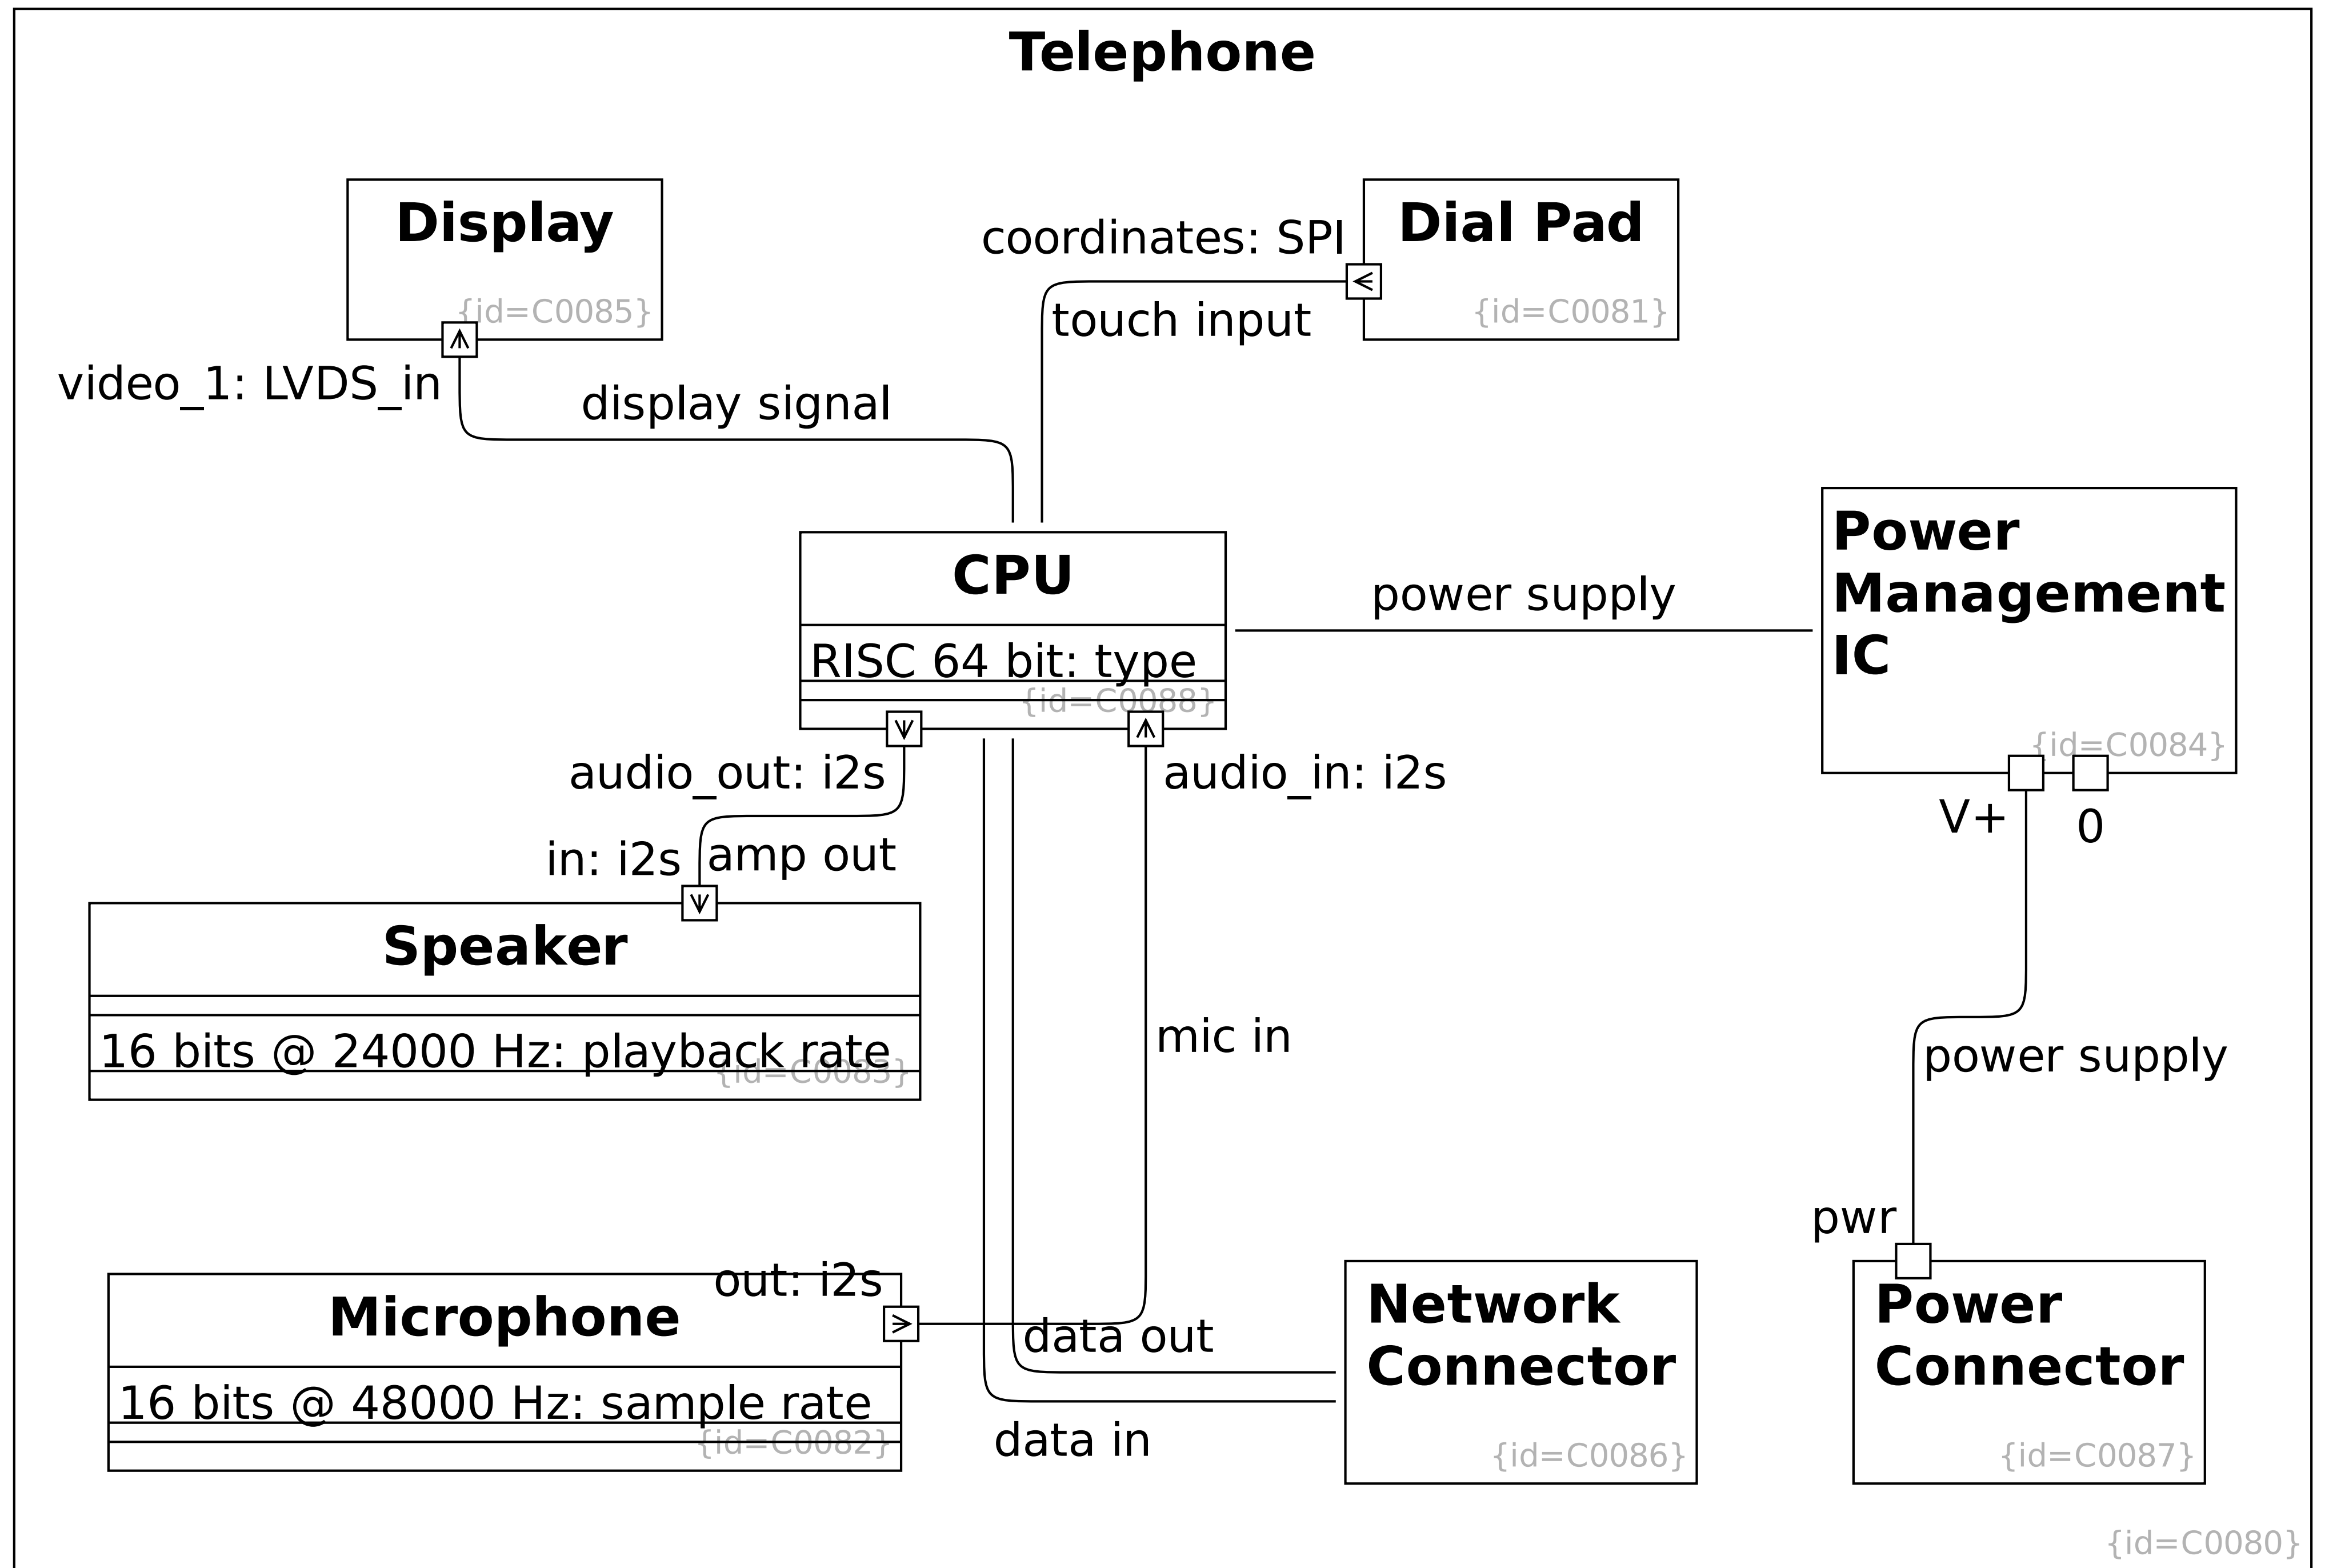 Telephone
Display
{id=C0085}
video_1: LVDS_in
display signal
coordinates: SPI
touch input
Dial Pad
{id=C0081}
CPU
RISC 64 bit: type
{id=C0088}
power supply
Power
Management
IC
{id=C0084}
V+
0
audio_out: i2s
audio_in: i2s
in: i2s
amp out
Speaker
16 bits @ 24000 Hz: playback rate
{id=C0083}
mic in
power supply
pwr
out: i2s
Microphone
16 bits @ 48000 Hz: sample rate
{id=C0082}
data out
data in
Network
Connector
{id=C0086}
Power
Connector
{id=C0087}
{id=C0080}